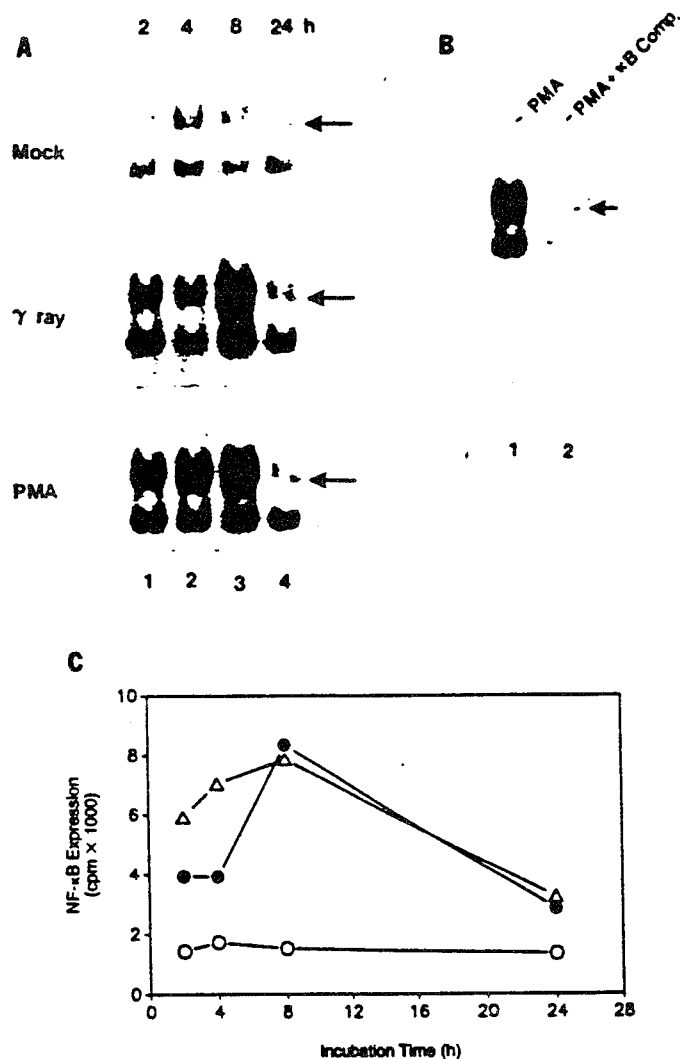 A
2 4 8 24 h
Mock
γ ray
PMA
1 2 3 4
B
- PMA
- PMA + κB Comp.
1 2
C
NF-κB Expression
(cpm × 1000)
10
8
6
4
2
0
0 4 8 12 16 20 24 28
Incubation Time (h)